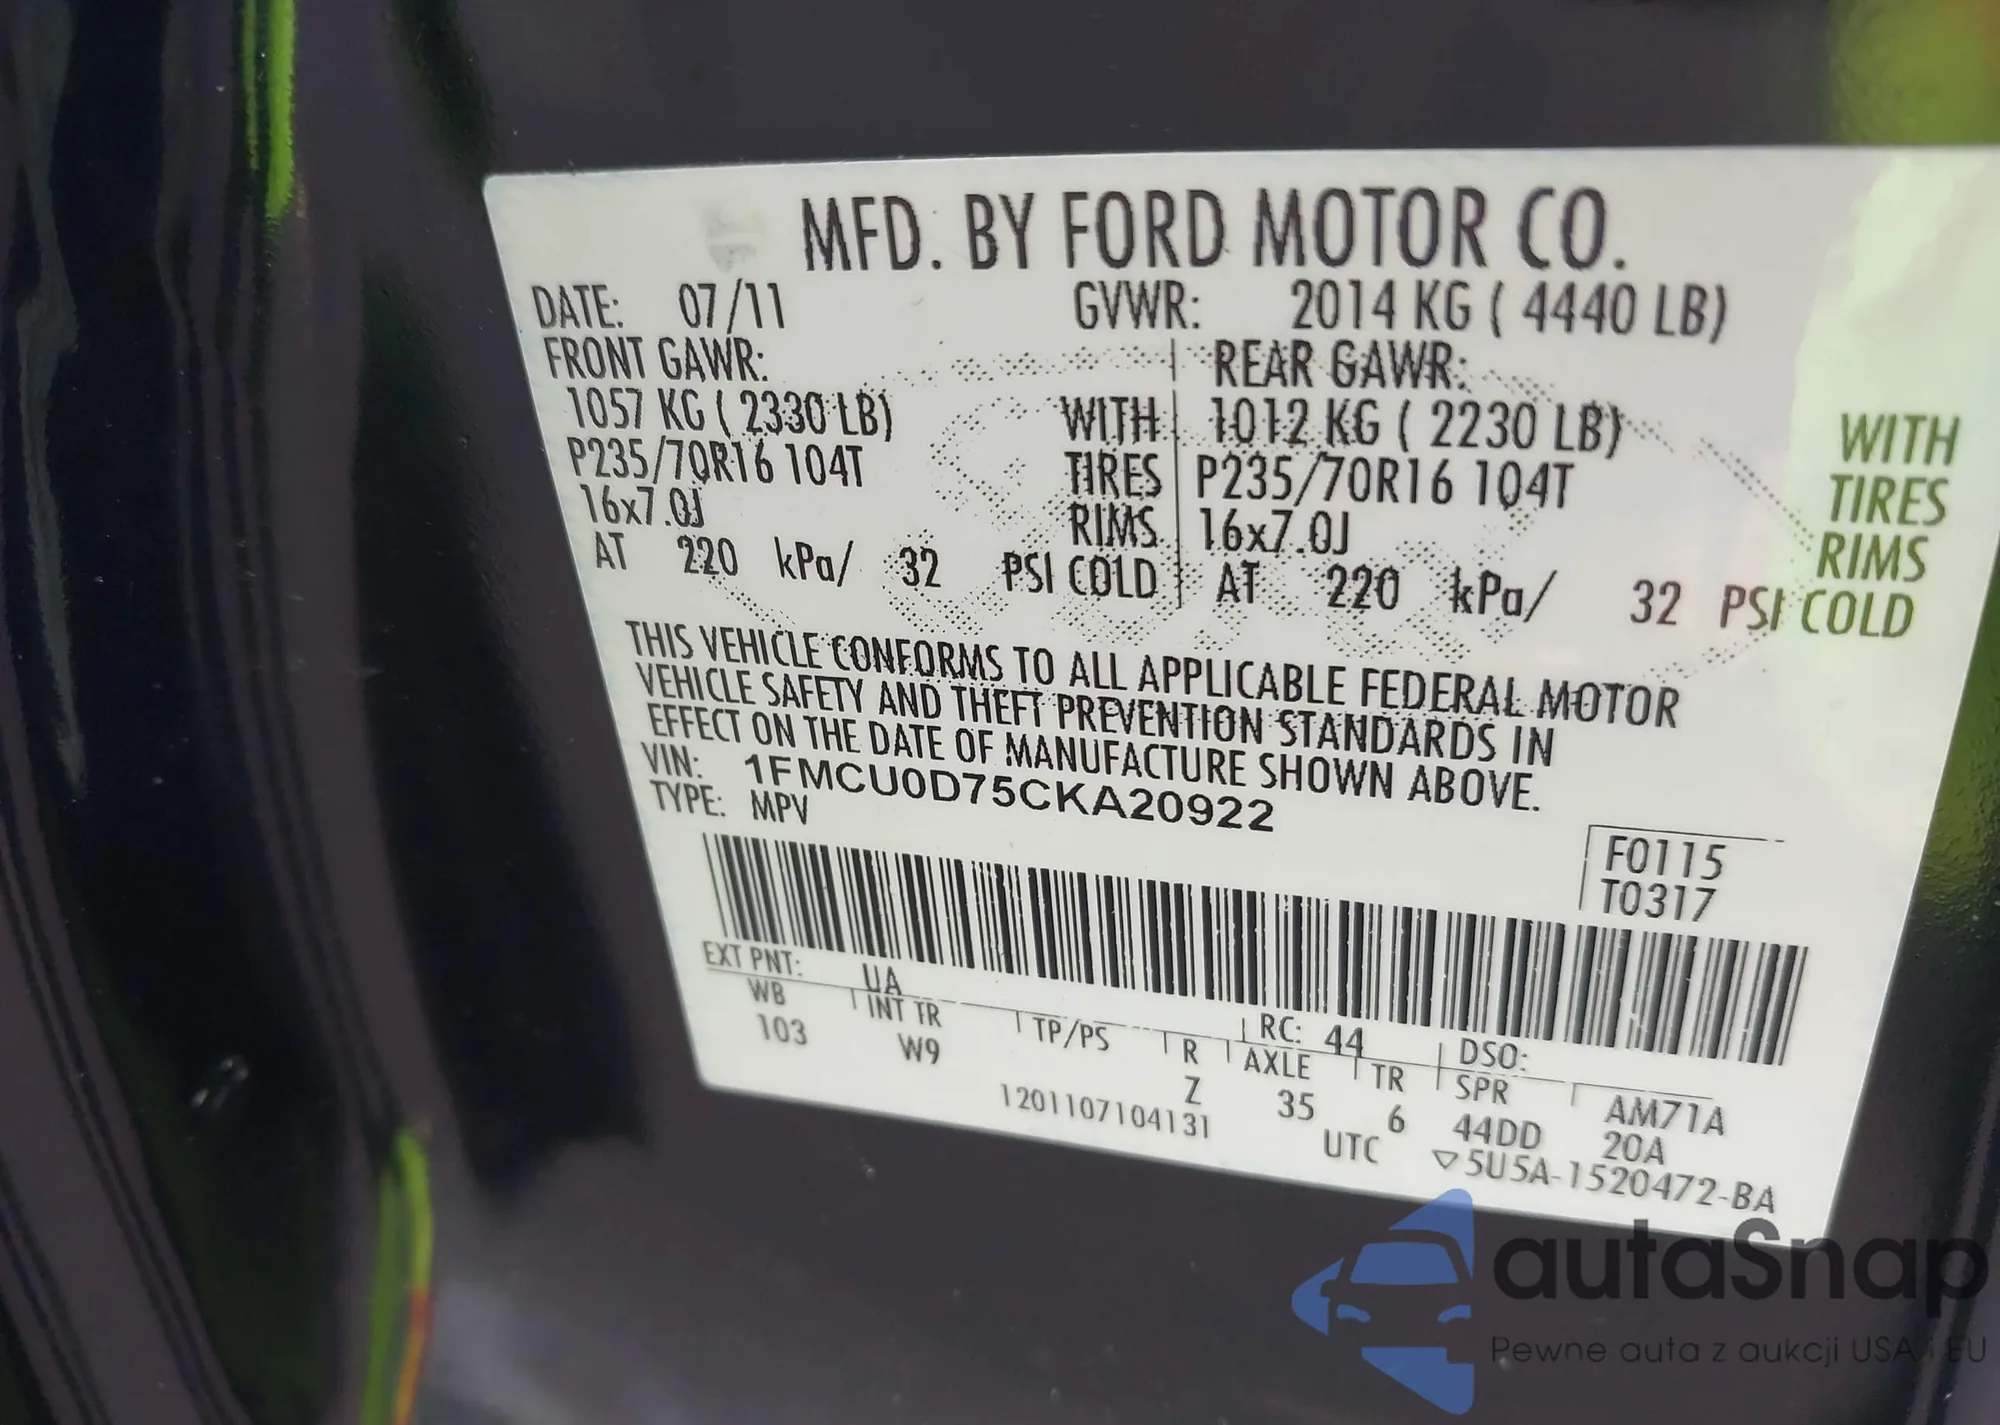 MFD. BY FORD MOTOR CO.
DATE: 07/11 GVWR: 2014 KG ( 4440 LB)
FRONT GAWR: REAR GAWR:
1057 KG ( 2330 LB) WITH 1012 KG ( 2230 LB) WITH
P235/70R16 104T TIRES P235/70R16 104T TIRES
16x7.0J RIMS 16x7.0J RIMS
AT 220 kPa/ 32 PSI COLD AT 220 kPa/ 32 PSI COLD
THIS VEHICLE CONFORMS TO ALL APPLICABLE FEDERAL MOTOR
VEHICLE SAFETY AND THEFT PREVENTION STANDARDS IN
EFFECT ON THE DATE OF MANUFACTURE SHOWN ABOVE.
VIN: 1FMCU0D75CKA20922
TYPE: MPV
F0115
T0317
EXT PNT: UA RC: 44 DSO:
WB INT TR TP/PS R AXLE TR SPR AM71A
103 W9 Z 35 6 44DD 20A
1201107104131 UTC ▽5U5A-1520472-BA
autaSnap
Pewne auta z aukcji USA i EU